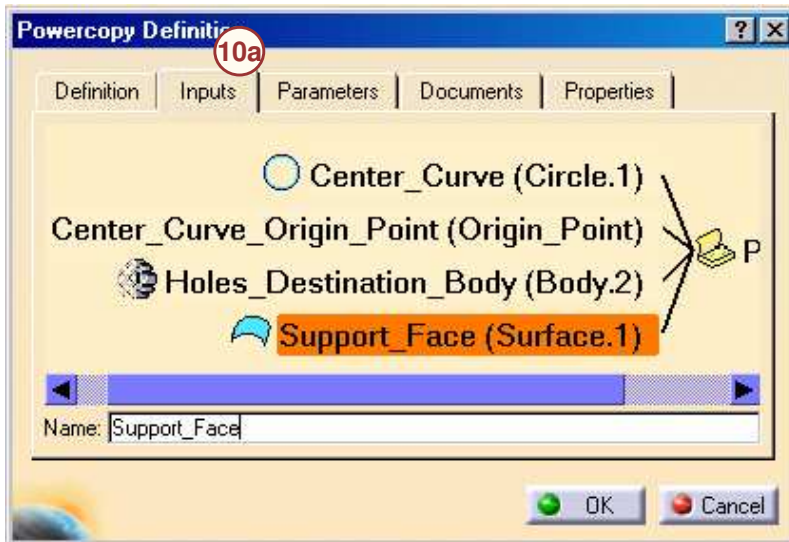 Powercopy Definitio
10a
Definition Inputs Parameters Documents Properties
Center_Curve (Circle.1)
Center_Curve_Origin_Point (Origin_Point)
P
Holes_Destination_Body (Body.2)
Support_Face (Surface.1)
Name: Support_Face
OK Cancel